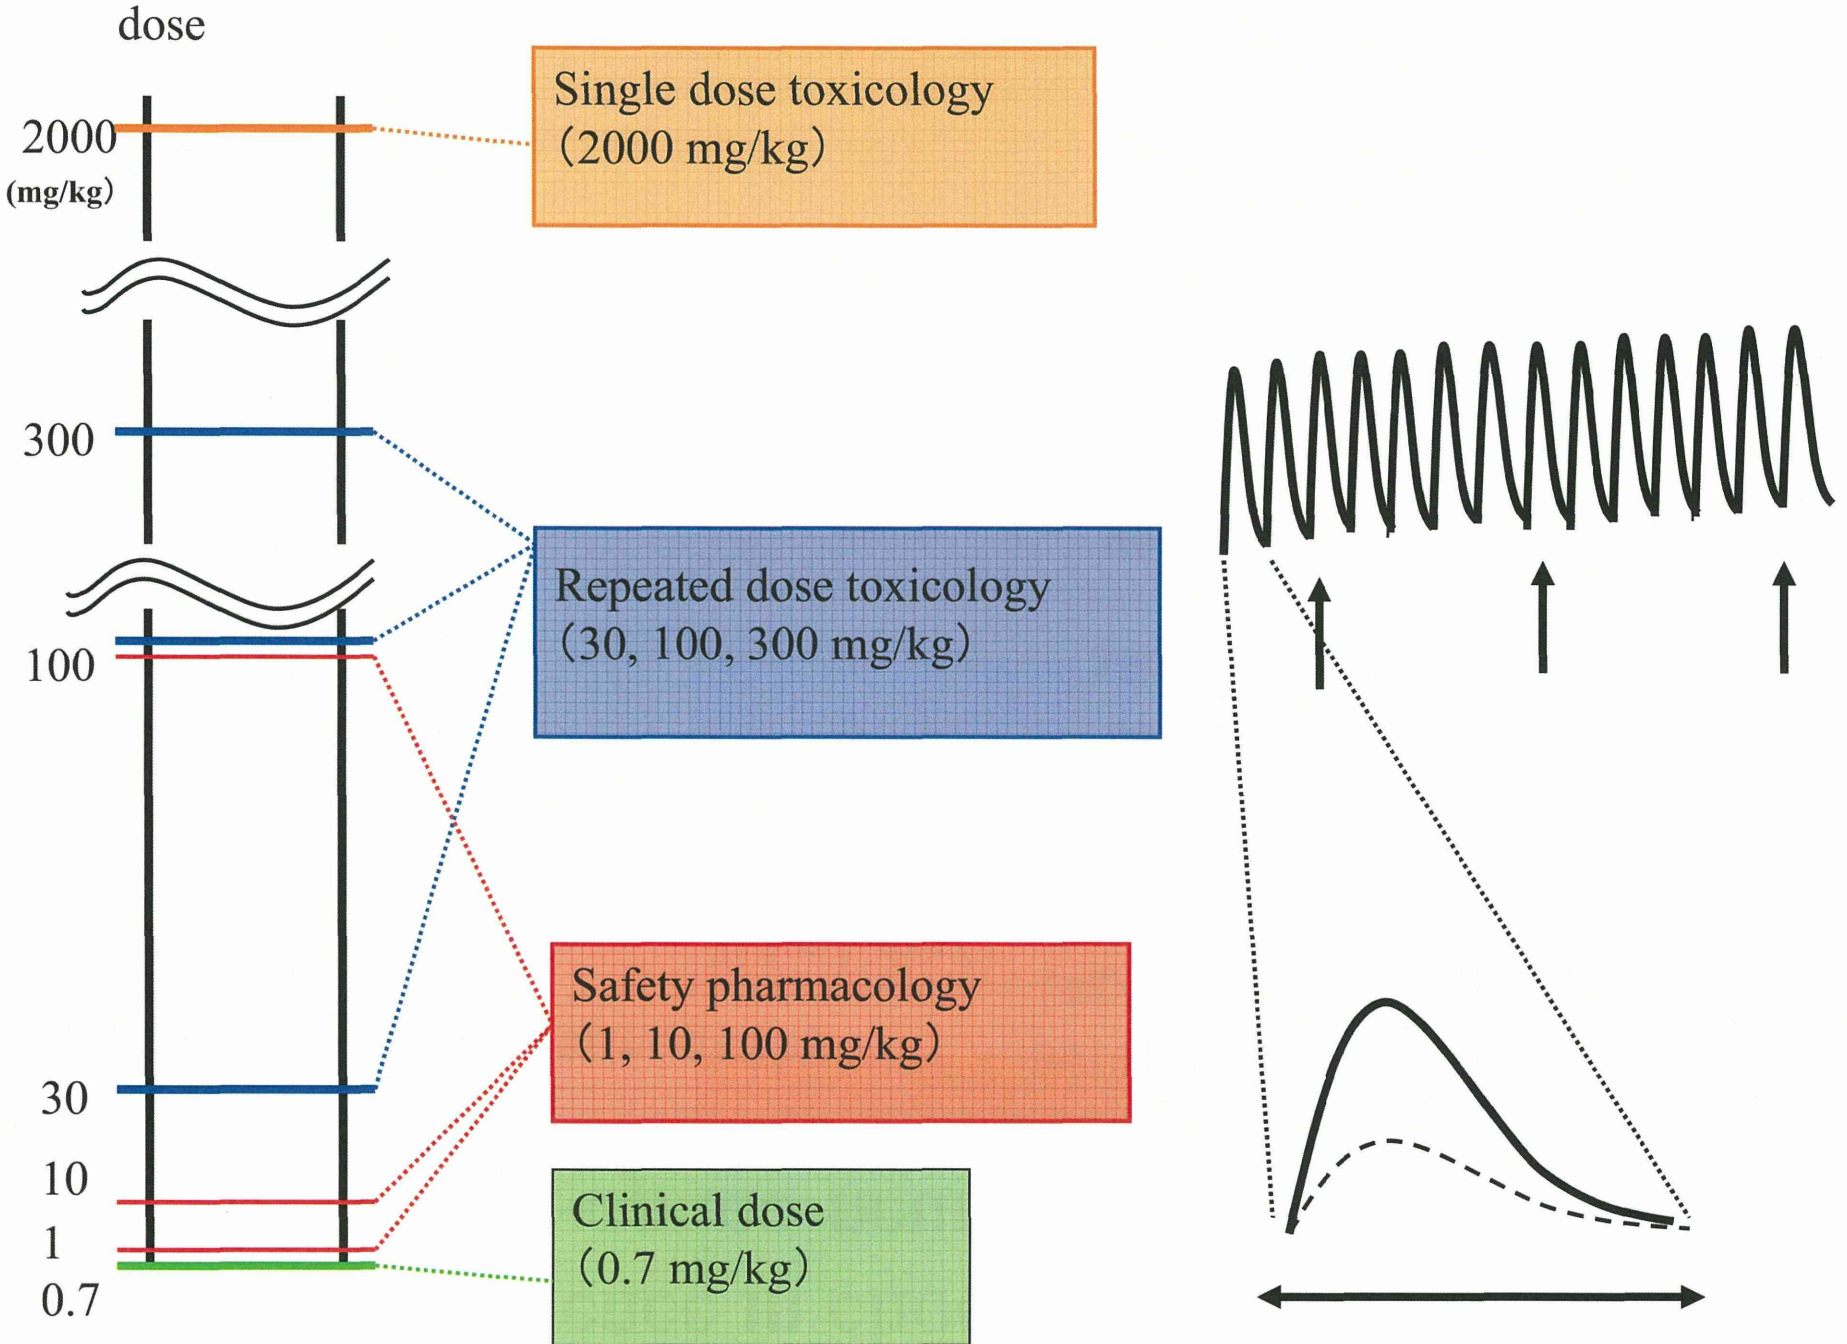 dose
2000
(mg/kg)
300
100
30
10
1
0.7
Single dose toxicology
(2000 mg/kg)
Repeated dose toxicology
(30, 100, 300 mg/kg)
Safety pharmacology
(1, 10, 100 mg/kg)
Clinical dose
(0.7 mg/kg)